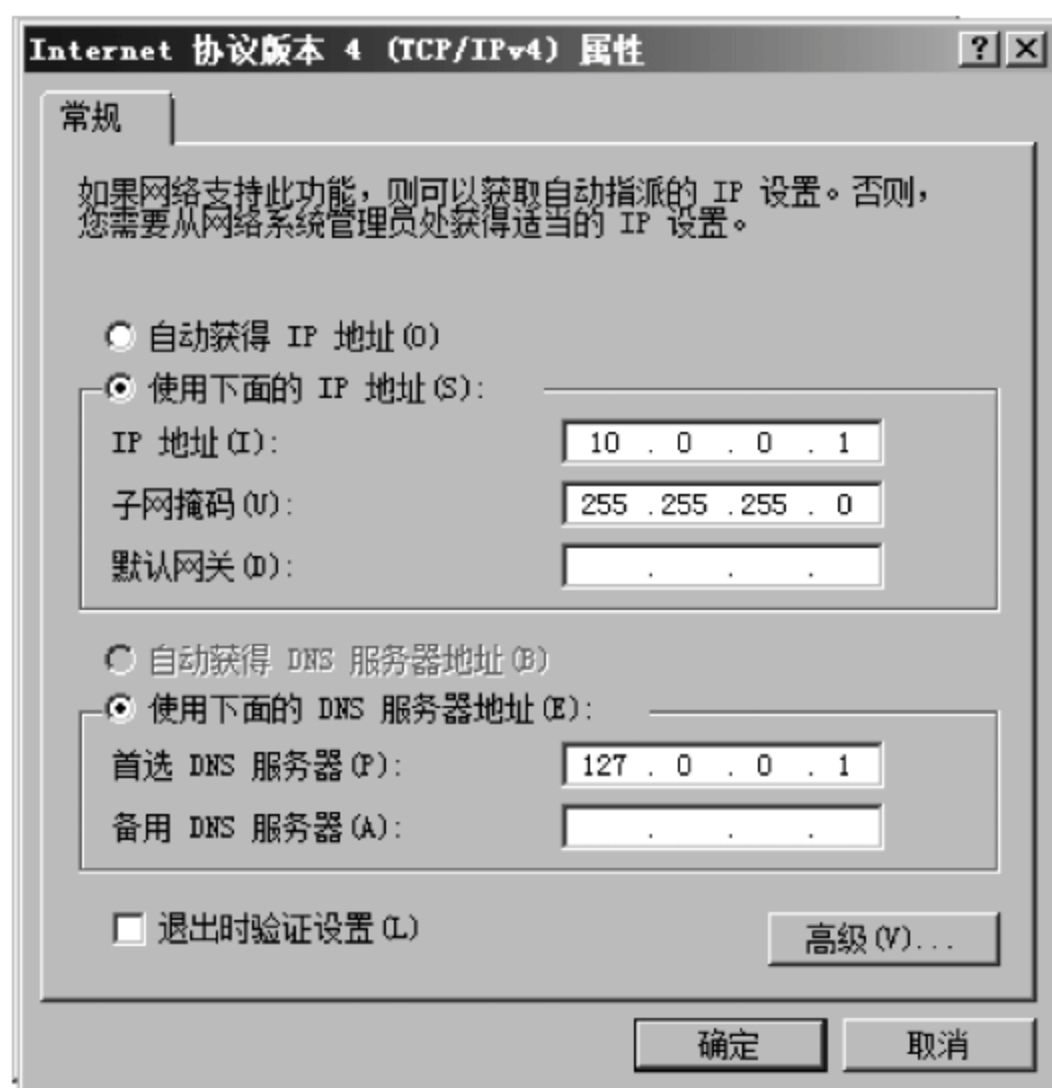 Internet 协议版本 4 (TCP/IPv4) 属性
常规
如果网络支持此功能，则可以获取自动指派的 IP 设置。否则，
您需要从网络系统管理员处获得适当的 IP 设置。
自动获得 IP 地址(O)
使用下面的 IP 地址(S):
IP 地址(I): 10 . 0 . 0 . 1
子网掩码(U): 255 .255 .255 . 0
默认网关(D): . . .
自动获得 DNS 服务器地址(B)
使用下面的 DNS 服务器地址(E):
首选 DNS 服务器(P): 127 . 0 . 0 . 1
备用 DNS 服务器(A): . . .
退出时验证设置(L)
高级(V)...
确定 取消